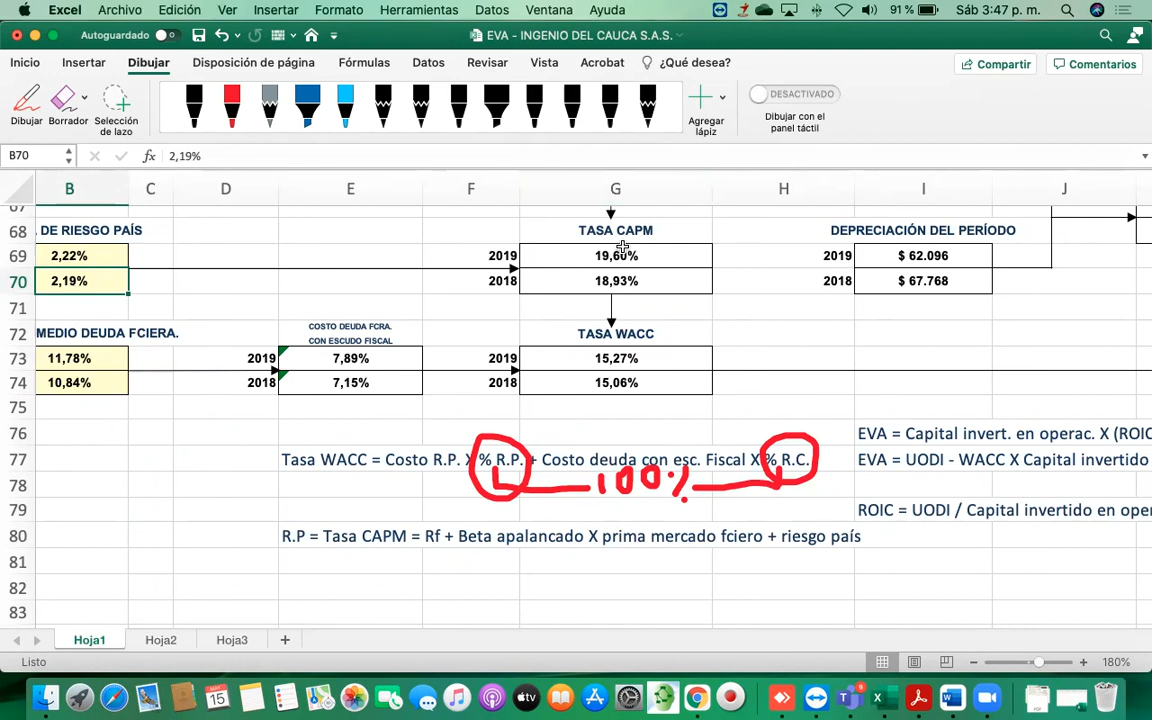 Excel Archivo Edición Ver Insertar Formato Herramientas Datos Ventana Ayuda 91 % Sáb 3:47 p. m.
Autoguardado EVA - INGENIO DEL CAUCA S.A.S.
Inicio Insertar Dibujar Disposición de página Fórmulas Datos Revisar Vista Acrobat ¿Qué desea? Compartir Comentarios
DESACTIVADO
Dibujar Borrador Selección de lazo Agregar lápiz Dibujar con el panel táctil
B70 fx 2,19%
B C D E F G H I J
67
68 DE RIESGO PAÍS TASA CAPM DEPRECIACIÓN DEL PERÍODO
69 2,22% 2019 19,60% 2019 $ 62.096
70 2,19% 2018 18,93% 2018 $ 67.768
71
72 MEDIO DEUDA FCIERA. COSTO DEUDA FCRA. CON ESCUDO FISCAL TASA WACC
73 11,78% 2019 7,89% 2019 15,27%
74 10,84% 2018 7,15% 2018 15,06%
75
76 EVA = Capital invert. en operac. X (ROIC
77 Tasa WACC = Costo R.P. X % R.P. + Costo deuda con esc. Fiscal X % R.C. EVA = UODI - WACC X Capital invertido
78 100%
79 ROIC = UODI / Capital invertido en oper
80 R.P = Tasa CAPM = Rf + Beta apalancado X prima mercado fciero + riesgo país
81
82
83
Hoja1 Hoja2 Hoja3 +
Listo 180%
MAY 15 tv 9